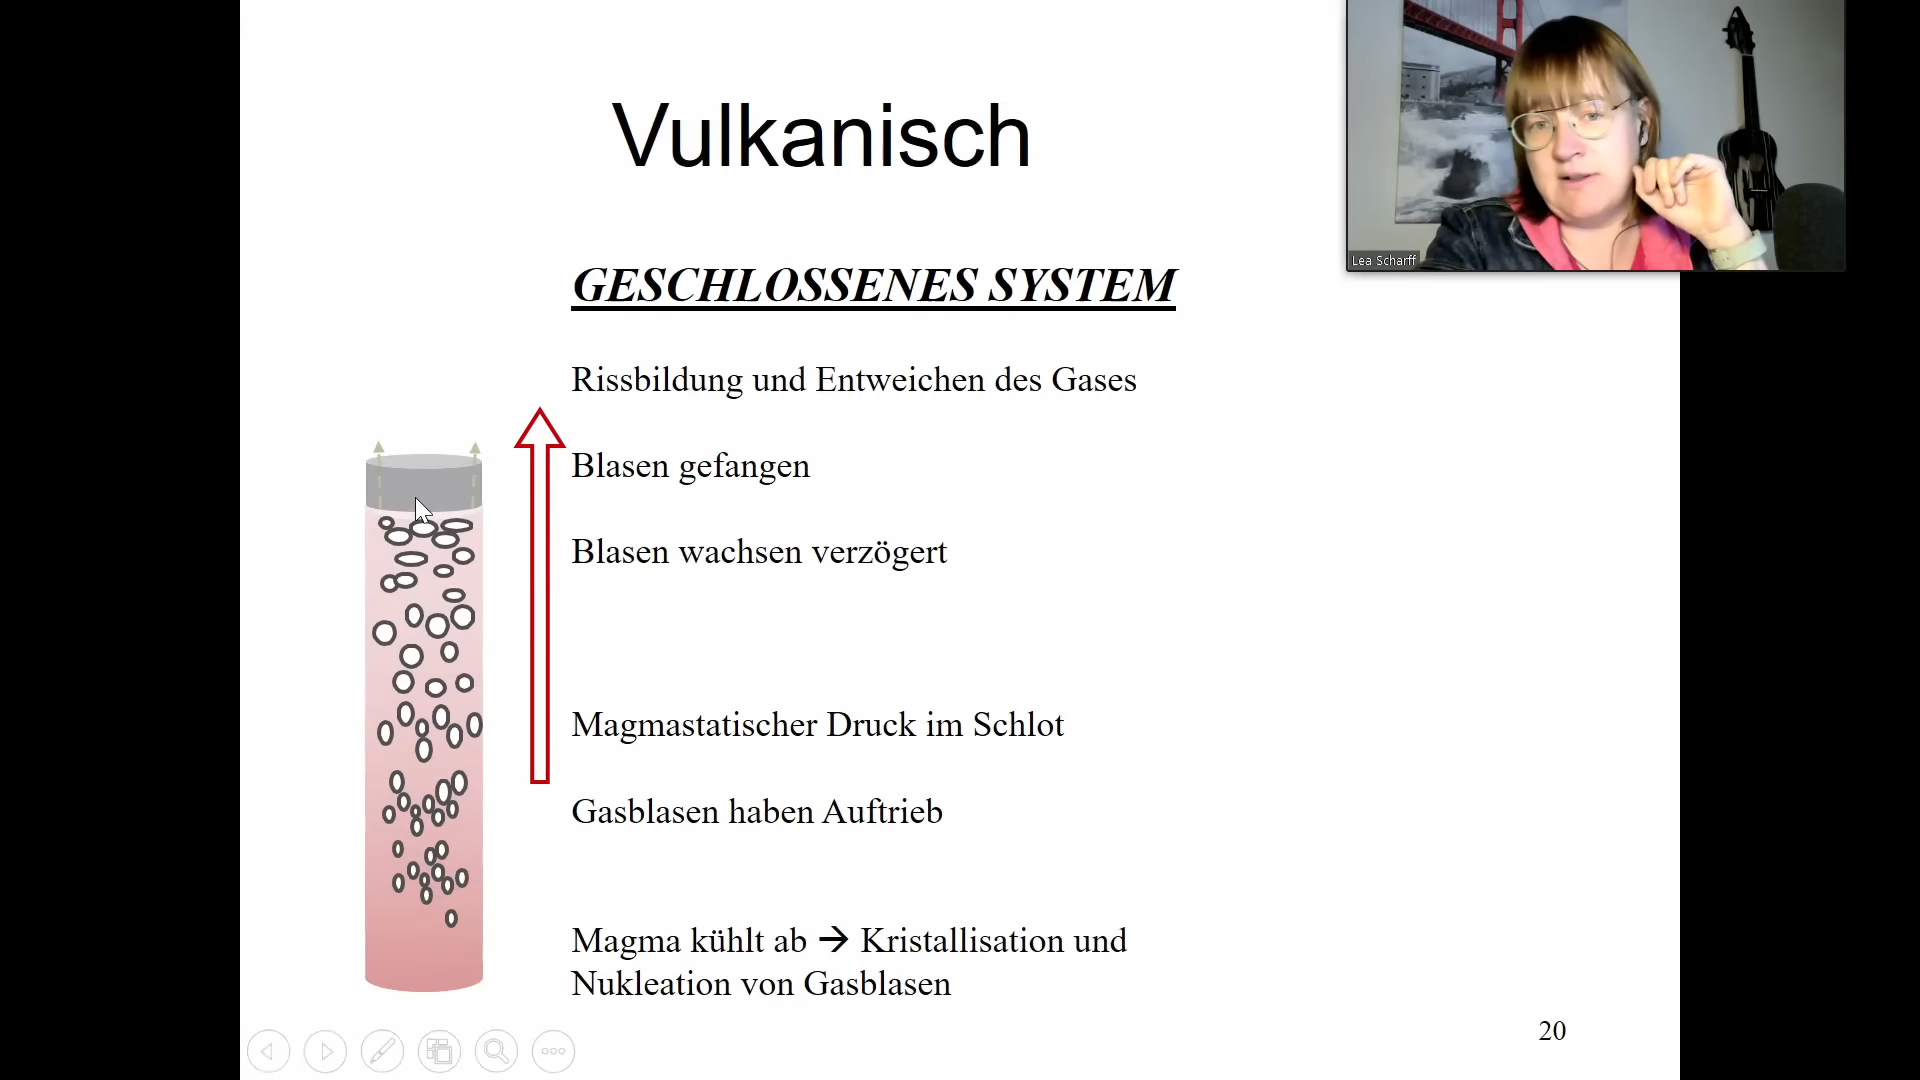 Vulkanisch
GESCHLOSSENES SYSTEM
Rissbildung und Entweichen des Gases
Blasen gefangen
Blasen wachsen verzögert
Magmastatischer Druck im Schlot
Gasblasen haben Auftrieb
Magma kühlt ab → Kristallisation und
Nukleation von Gasblasen
20
Lea Scharff